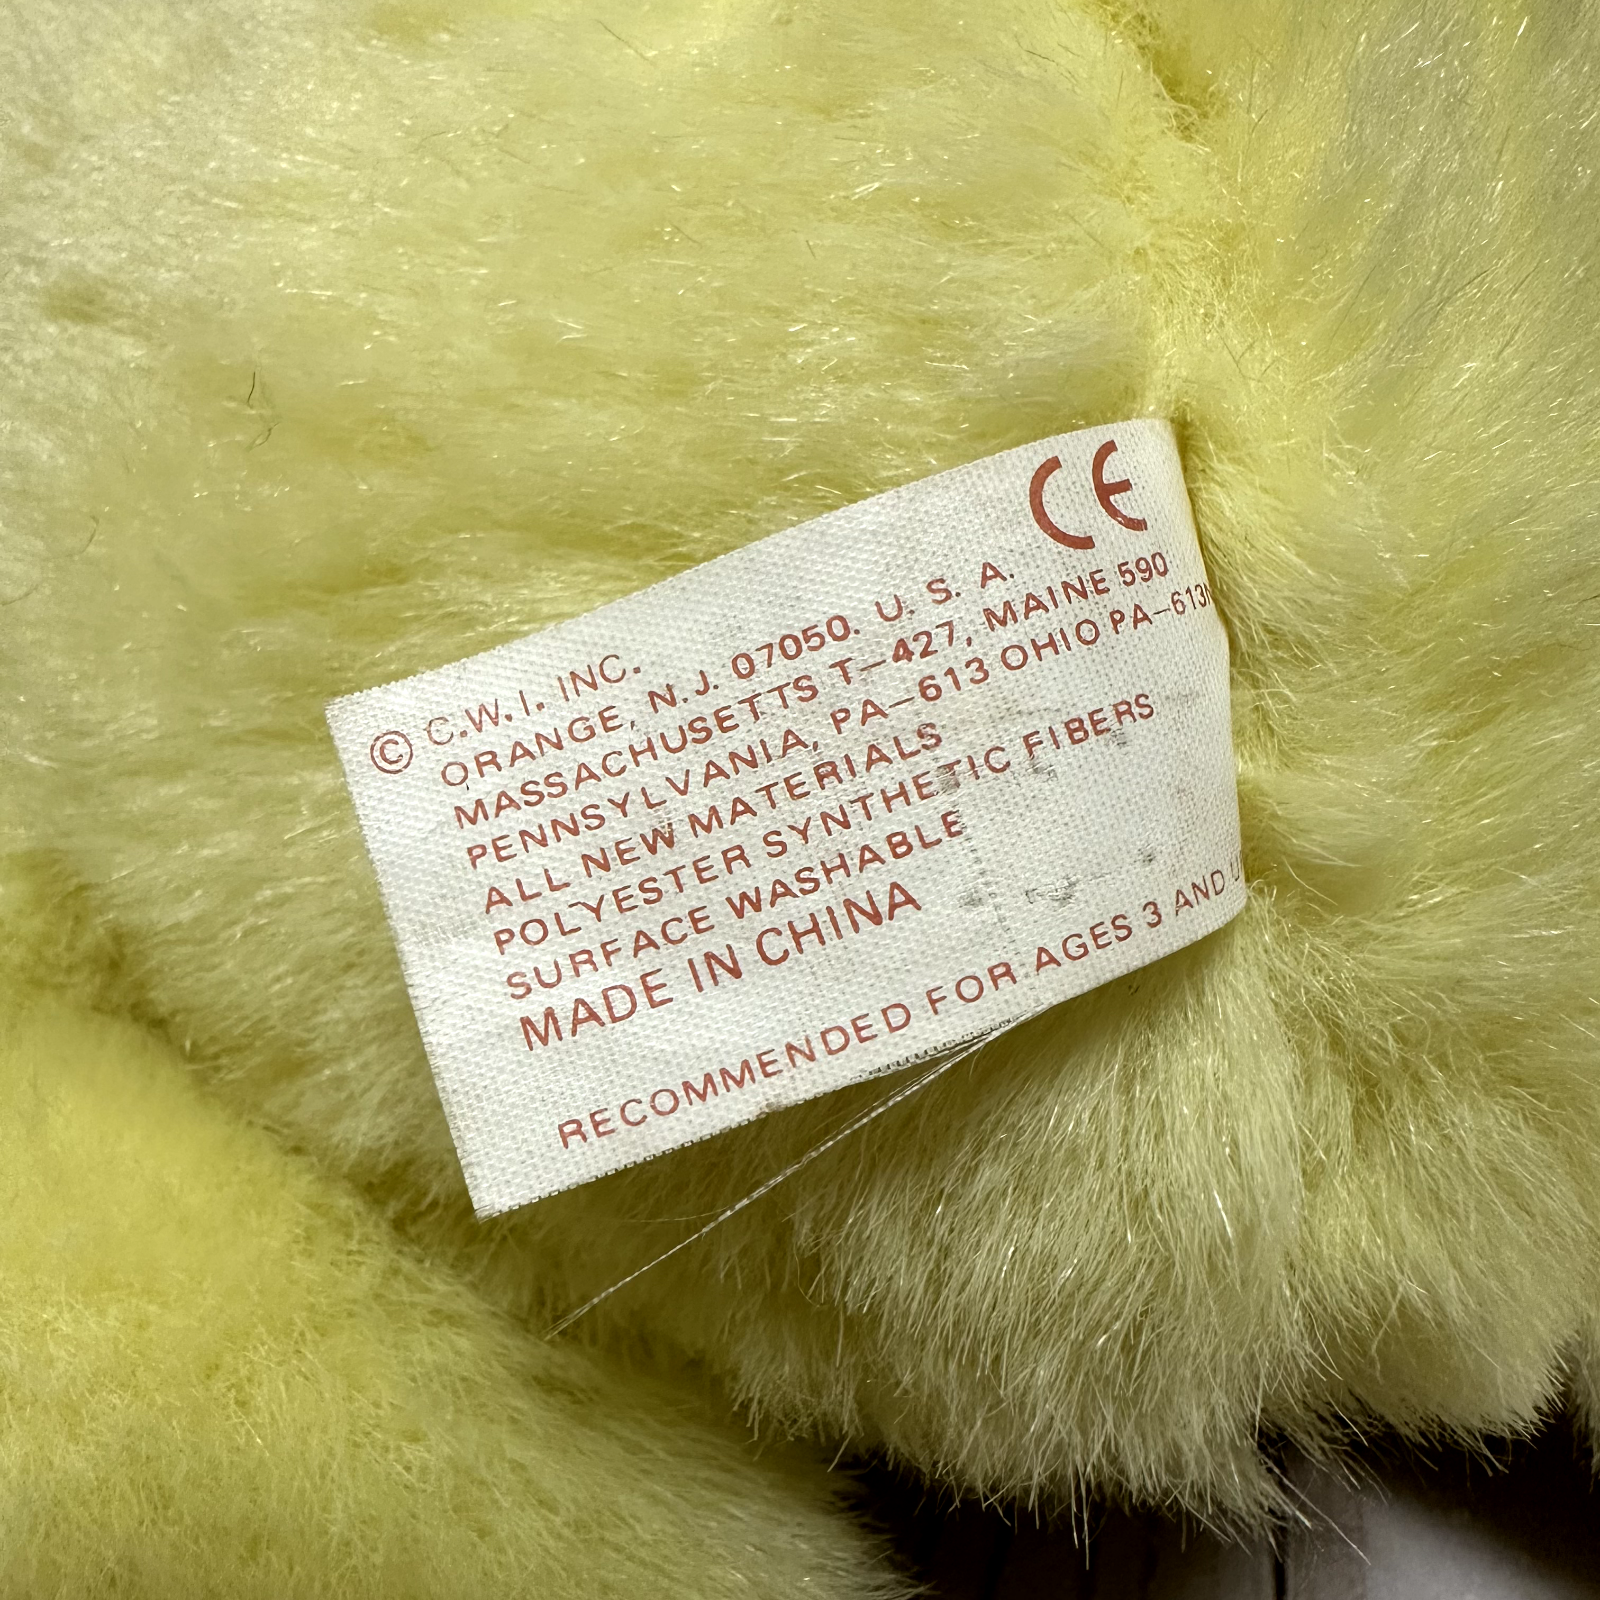 CE
© C.W.I. INC.
ORANGE, N.J. 07050. U. S. A.
MASSACHUSETTS T-427, MAINE 590
PENNSYLVANIA, PA-613 OHIO PA-613
ALL NEW MATERIALS
POLYESTER SYNTHETIC FIBERS
SURFACE WASHABLE
MADE IN CHINA
RECOMMENDED FOR AGES 3 AND